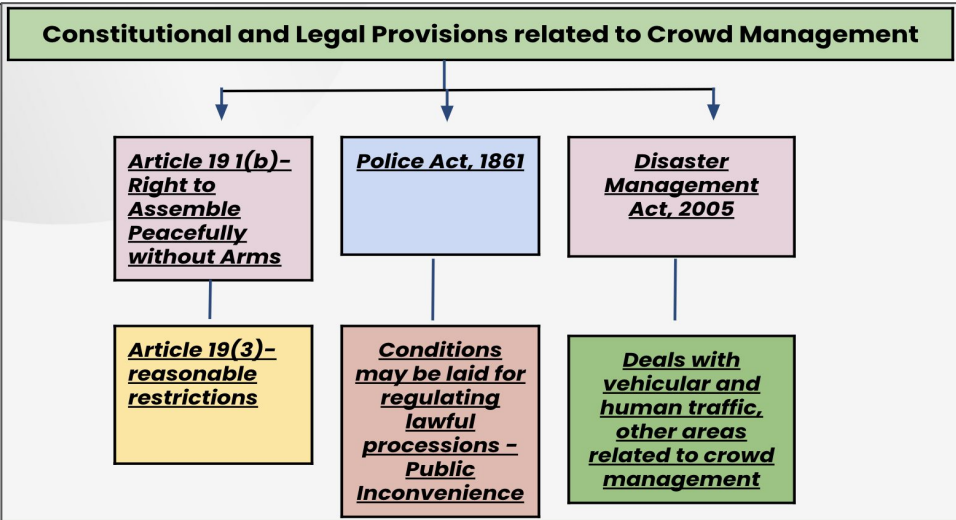 Constitutional and Legal Provisions related to Crowd Management
Article 19 1(b)-
Right to
Assemble
Peacefully
without Arms
Police Act, 1861
Disaster
Management
Act, 2005
Article 19(3)-
reasonable
restrictions
Conditions
may be laid for
regulating
lawful
processions -
Public
Inconvenience
Deals with
vehicular and
human traffic,
other areas
related to crowd
management